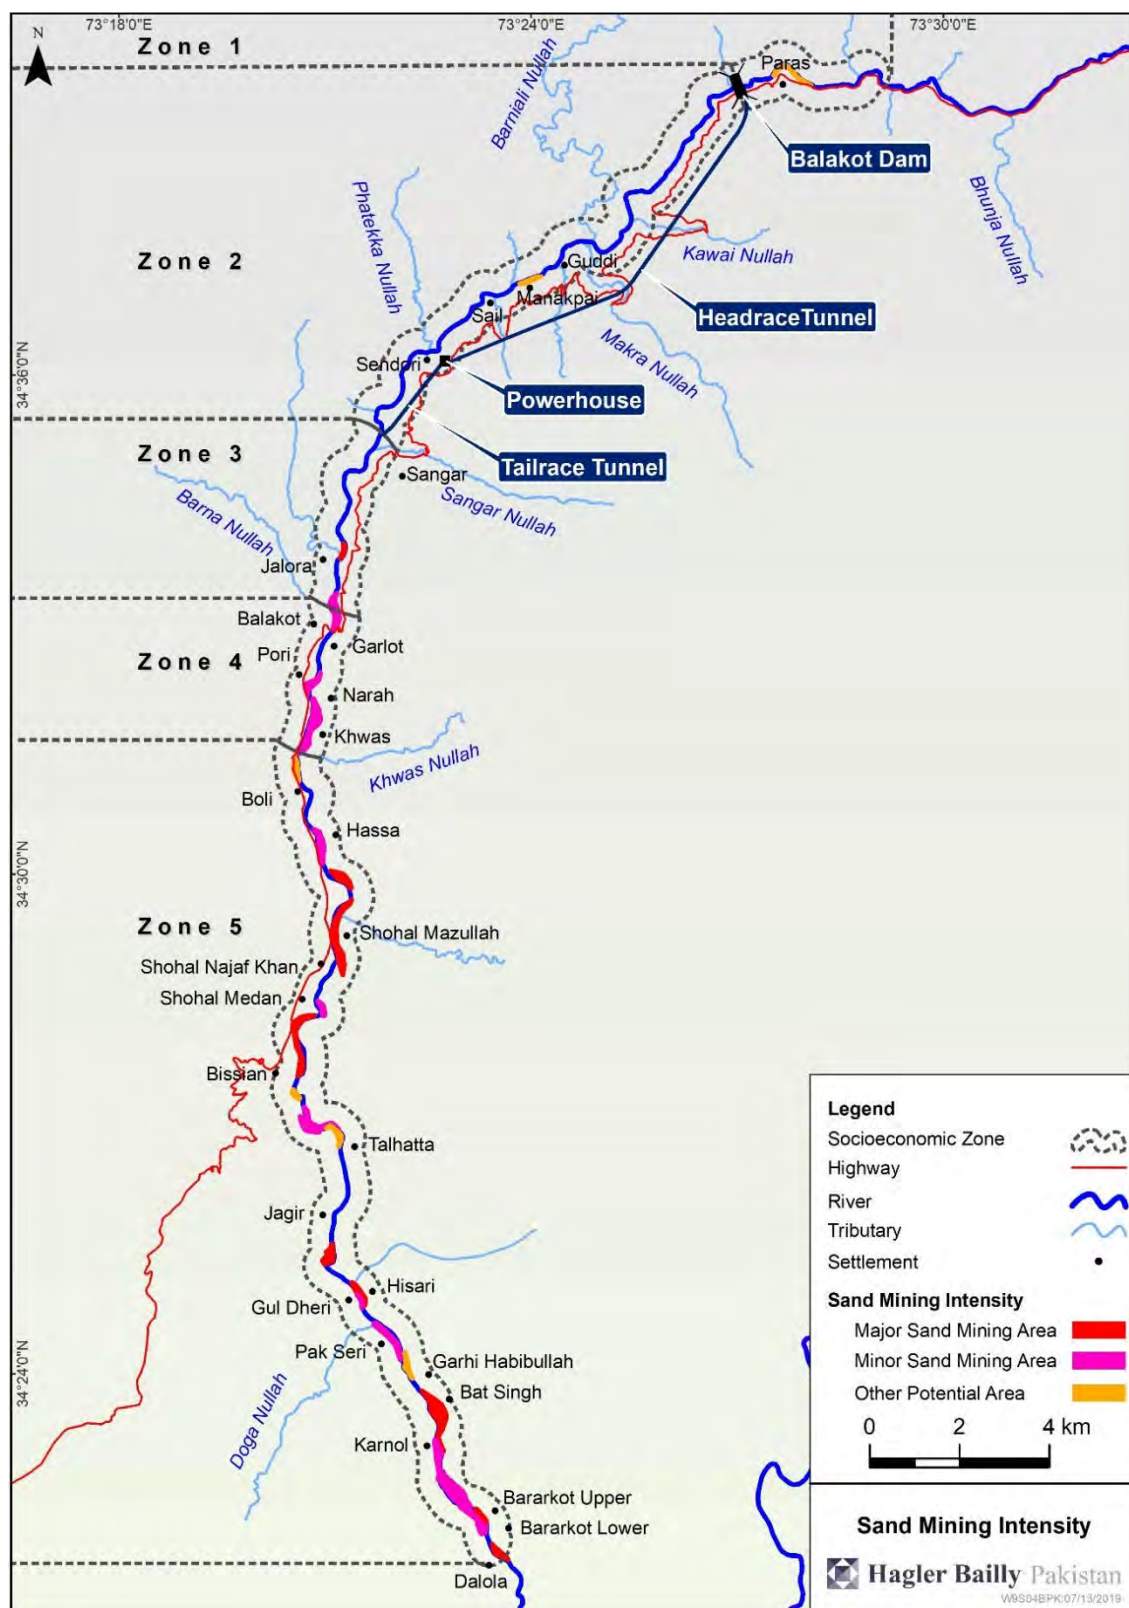 73°18'0"E
73°24'0"E
73°30'0"E
N
Zone 1
Paras
Barniali Nullah
Balakot Dam
Bhunja Nullah
Phatekka Nullah
Zone 2
Kawai Nullah
Guddi
Manakpai
Sail
Headrace Tunnel
Makra Nullah
Sendori
34°36'0"N
Powerhouse
Zone 3
Tailrace Tunnel
Sangar
Sangar Nullah
Barna Nullah
Jalora
Balakot
Garlot
Zone 4
Pori
Narah
Khwas
Khwas Nullah
Boli
Hassa
34°30'0"N
Zone 5
Shohal Mazullah
Shohal Najaf Khan
Shohal Medan
Bissian
Talhatta
Jagir
Hisari
Gul Dheri
Pak Seri
Garhi Habibullah
34°24'0"N
Bat Singh
Doga Nullah
Karnol
Bararkot Upper
Bararkot Lower
Dalola
Legend
Socioeconomic Zone
Highway
River
Tributary
Settlement
Sand Mining Intensity
Major Sand Mining Area
Minor Sand Mining Area
Other Potential Area
0 2 4 km
Sand Mining Intensity
Hagler Bailly Pakistan
W9S04BPK:07/13/2019